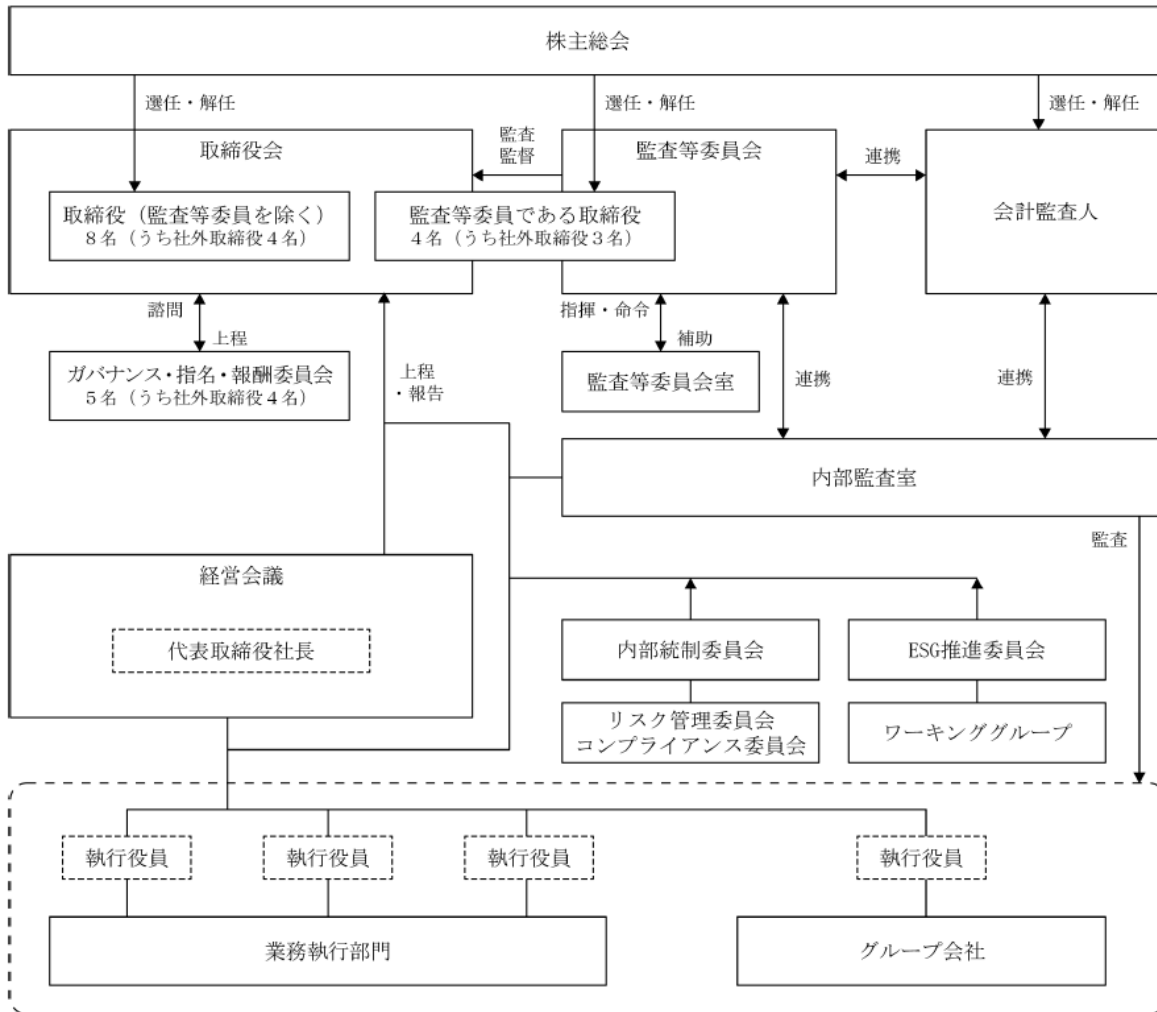 株主総会
選任・解任
選任・解任
選任・解任
取締役会
監査
監督
監査等委員会
連携
会計監査人
取締役（監査等委員を除く）
８名（うち社外取締役４名）
監査等委員である取締役
４名（うち社外取締役３名）
諮問
上程
指揮・命令
補助
連携
連携
ガバナンス・指名・報酬委員会
５名（うち社外取締役４名）
上程
・報告
監査等委員会室
内部監査室
監査
経営会議
代表取締役社長
内部統制委員会
ESG推進委員会
リスク管理委員会
コンプライアンス委員会
ワーキンググループ
執行役員
執行役員
執行役員
執行役員
業務執行部門
グループ会社